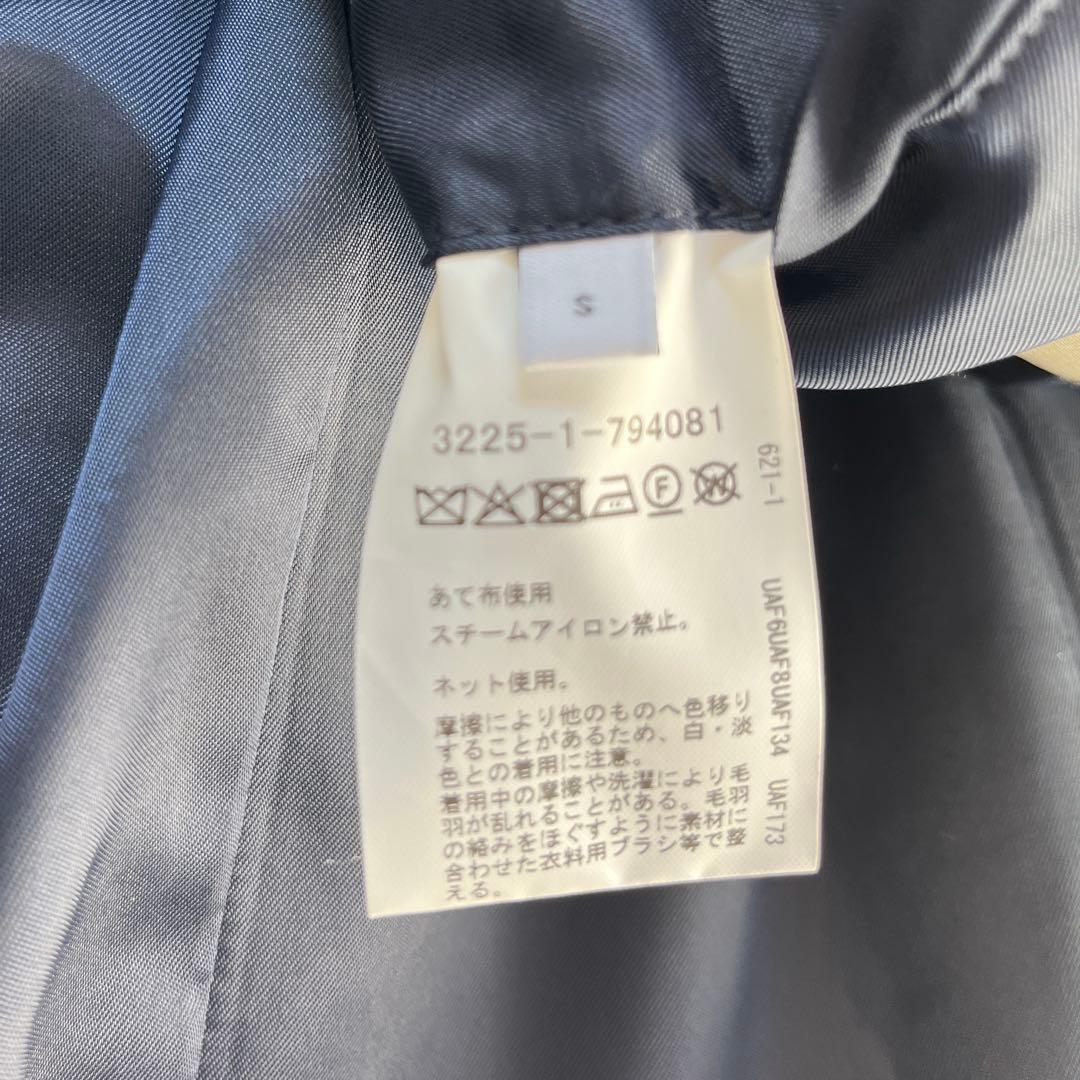 S
3225-1-794081
F W
あて布使用
スチームアイロン禁止。
ネット使用。
摩擦により他のものへ色移り
することがあるため、白・淡
色との着用に注意。
着用中の摩擦や洗濯により毛
羽が乱れることがある。毛羽
の絡みをほぐすように素材に
合わせた衣料用ブラシ等で整
える。
621-1
UAF6UAF8UAF134 UAF173